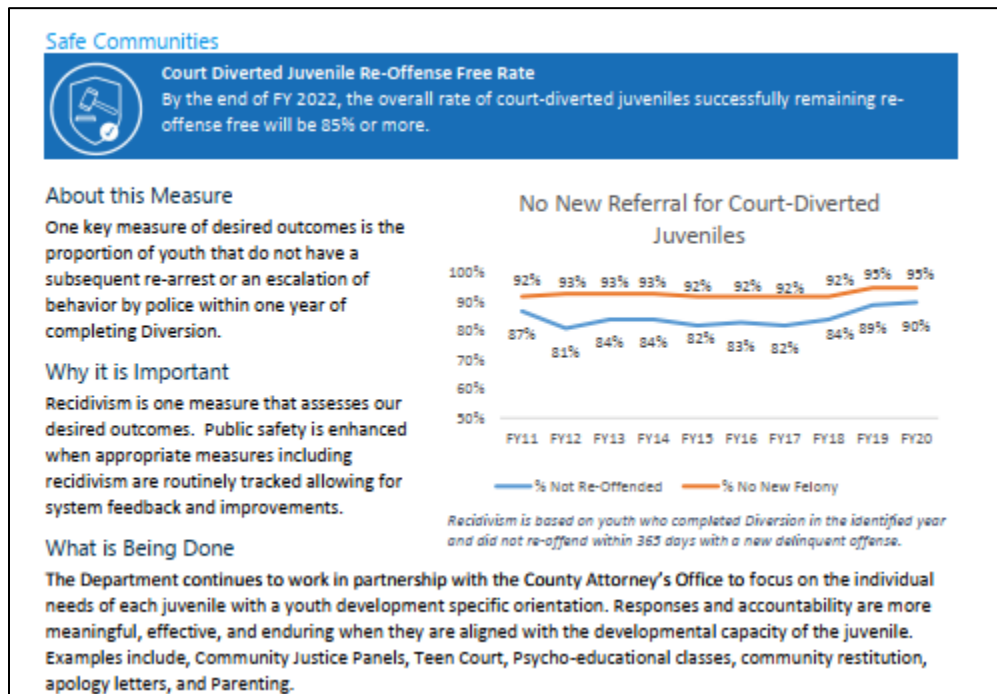 Safe Communities
Court Diverted Juvenile Re-Offense Free Rate
By the end of FY 2022, the overall rate of court-diverted juveniles successfully remaining re-
offense free will be 85% or more.
About this Measure
One key measure of desired outcomes is the
proportion of youth that do not have a
subsequent re-arrest or an escalation of
behavior by police within one year of
completing Diversion.
Why it is Important
Recidivism is one measure that assesses our
desired outcomes.  Public safety is enhanced
when appropriate measures including
recidivism are routinely tracked allowing for
system feedback and improvements.
No New Referral for Court-Diverted
Juveniles
100%
90%
80%
70%
60%
50%
92% 93% 93% 93% 92% 92% 92% 92% 95% 95%
87% 81% 84% 84% 82% 83% 82% 84% 89% 90%
FY11 FY12 FY13 FY14 FY15 FY16 FY17 FY18 FY19 FY20
% Not Re-Offended % No New Felony
Recidivism is based on youth who completed Diversion in the identified year
and did not re-offend within 365 days with a new delinquent offense.
What is Being Done
The Department continues to work in partnership with the County Attorney's Office to focus on the individual
needs of each juvenile with a youth development specific orientation. Responses and accountability are more
meaningful, effective, and enduring when they are aligned with the developmental capacity of the juvenile.
Examples include, Community Justice Panels, Teen Court, Psycho-educational classes, community restitution,
apology letters, and Parenting.